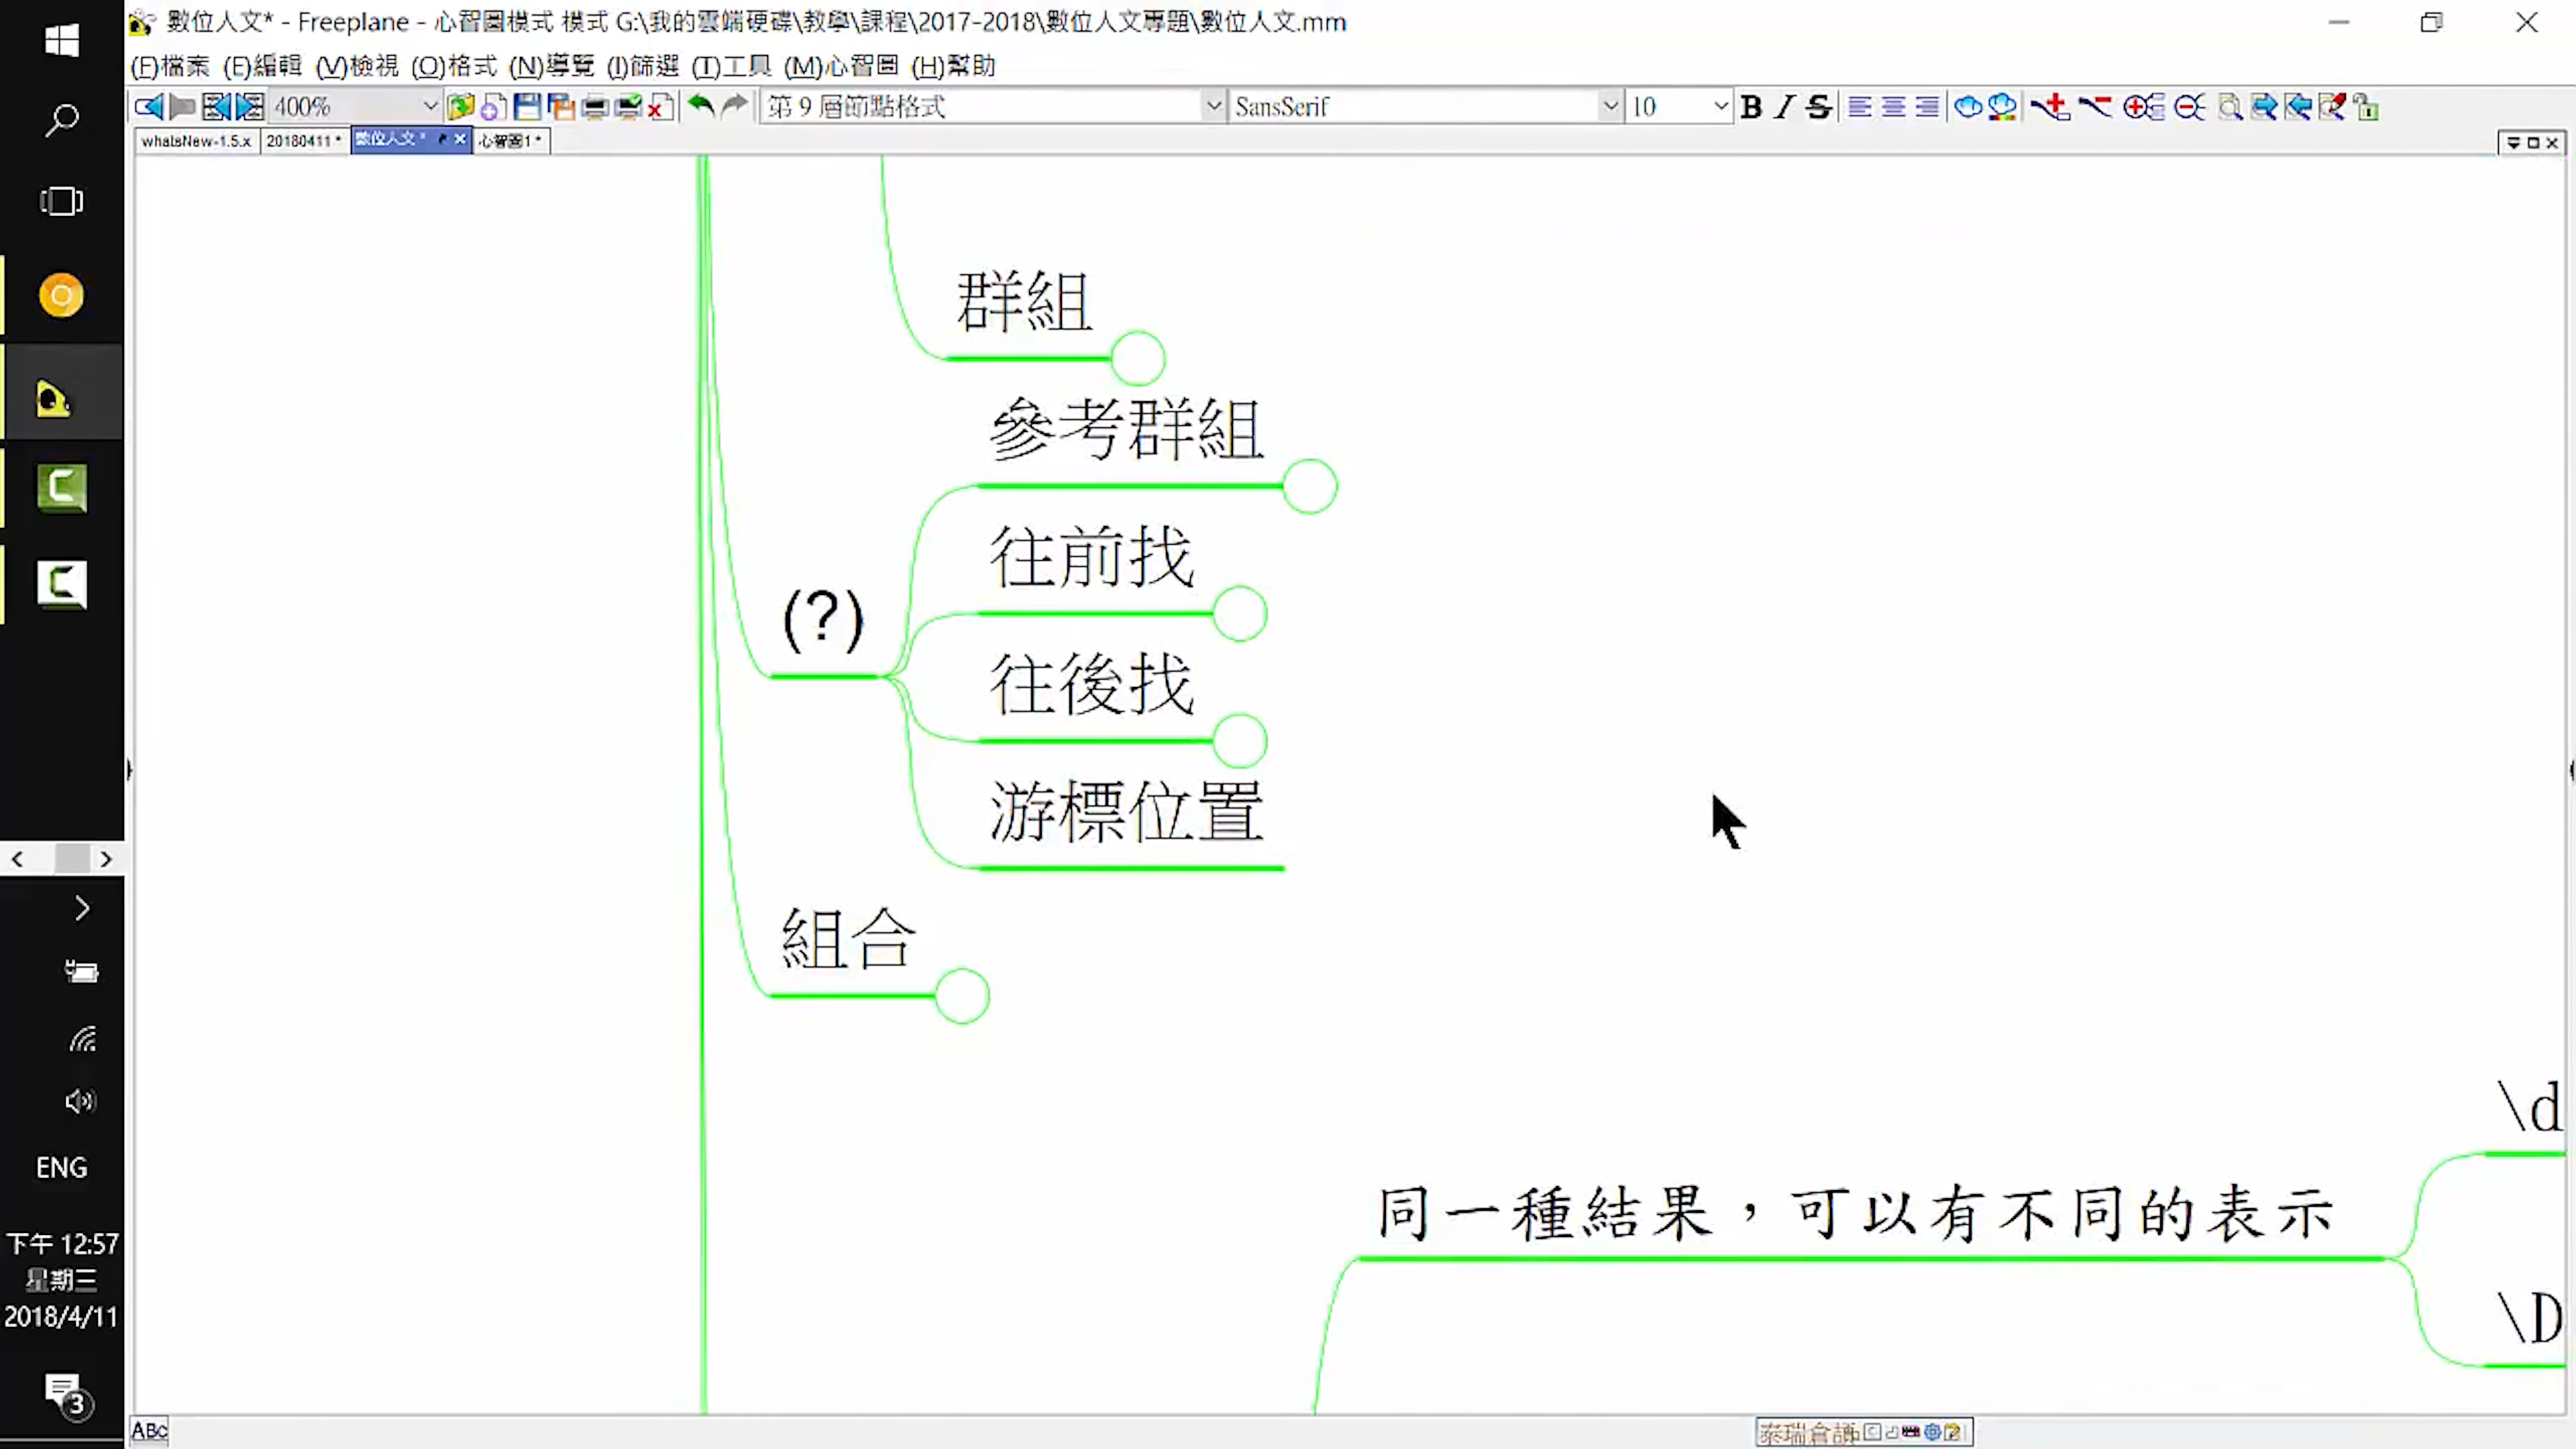 數位人文* - Freeplane - 心智圖模式 模式 G:\我的雲端硬碟\教學\課程\2017-2018\數位人文專題\數位人文.mm
(F)檔案 (E)編輯 (V)檢視 (O)格式 (N)導覽 (I)篩選 (T)工具 (M)心智圖 (H)幫助
400% 第 9 層節點格式 SansSerif 10 B I S
whatsNew-1.5.x 20180411 * 數位人文 * 心智圖1 *
群組
參考群組
往前找
(?)
往後找
游標位置
組合
\d
同一種結果，可以有不同的表示
\D
ENG
下午 12:57
星期三
2018/4/11
3
ABc